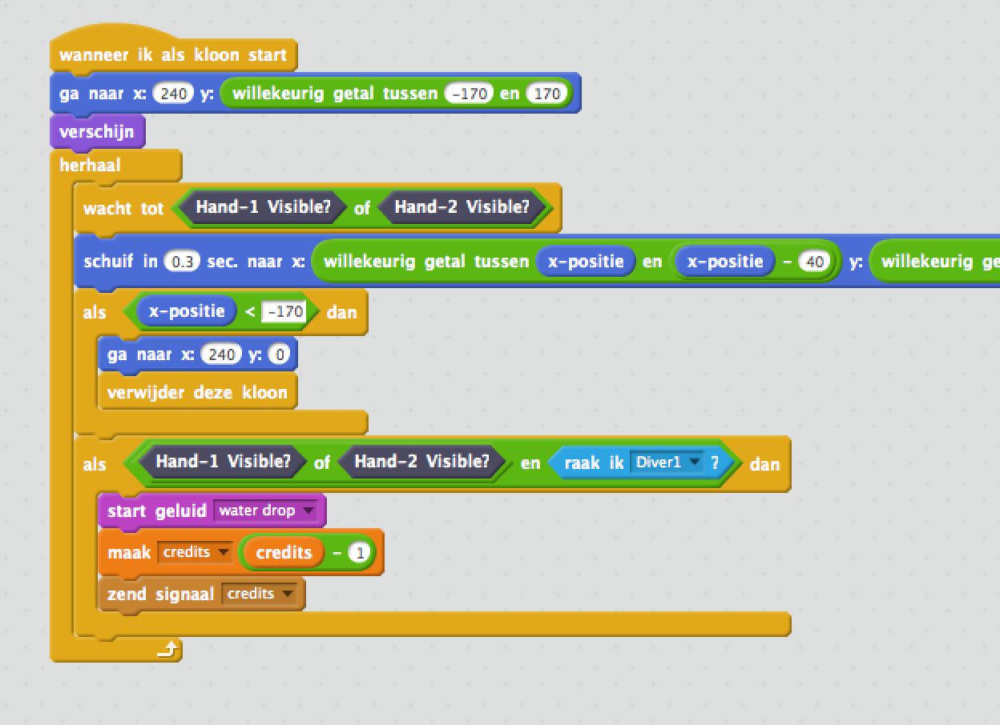 wanneer ik als kloon start
ga naar x: 240 y: willekeurig getal tussen -170 en 170
verschijn
herhaal
wacht tot Hand-1 Visible? of Hand-2 Visible?
schuif in 0.3 sec. naar x: willekeurig getal tussen x-positie en x-positie - 40 y: willekeurig ge
als x-positie < -170 dan
ga naar x: 240 y: 0
verwijder deze kloon
als Hand-1 Visible? of Hand-2 Visible? en raak ik Diver1 ? dan
start geluid water drop
maak credits credits - 1
zend signaal credits